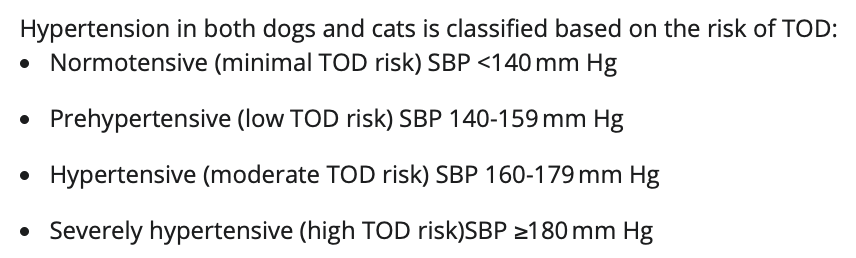 Hypertension in both dogs and cats is classified based on the risk of TOD:
• Normotensive (minimal TOD risk) SBP <140 mm Hg
• Prehypertensive (low TOD risk) SBP 140-159 mm Hg
• Hypertensive (moderate TOD risk) SBP 160-179 mm Hg
• Severely hypertensive (high TOD risk)SBP ≥180 mm Hg